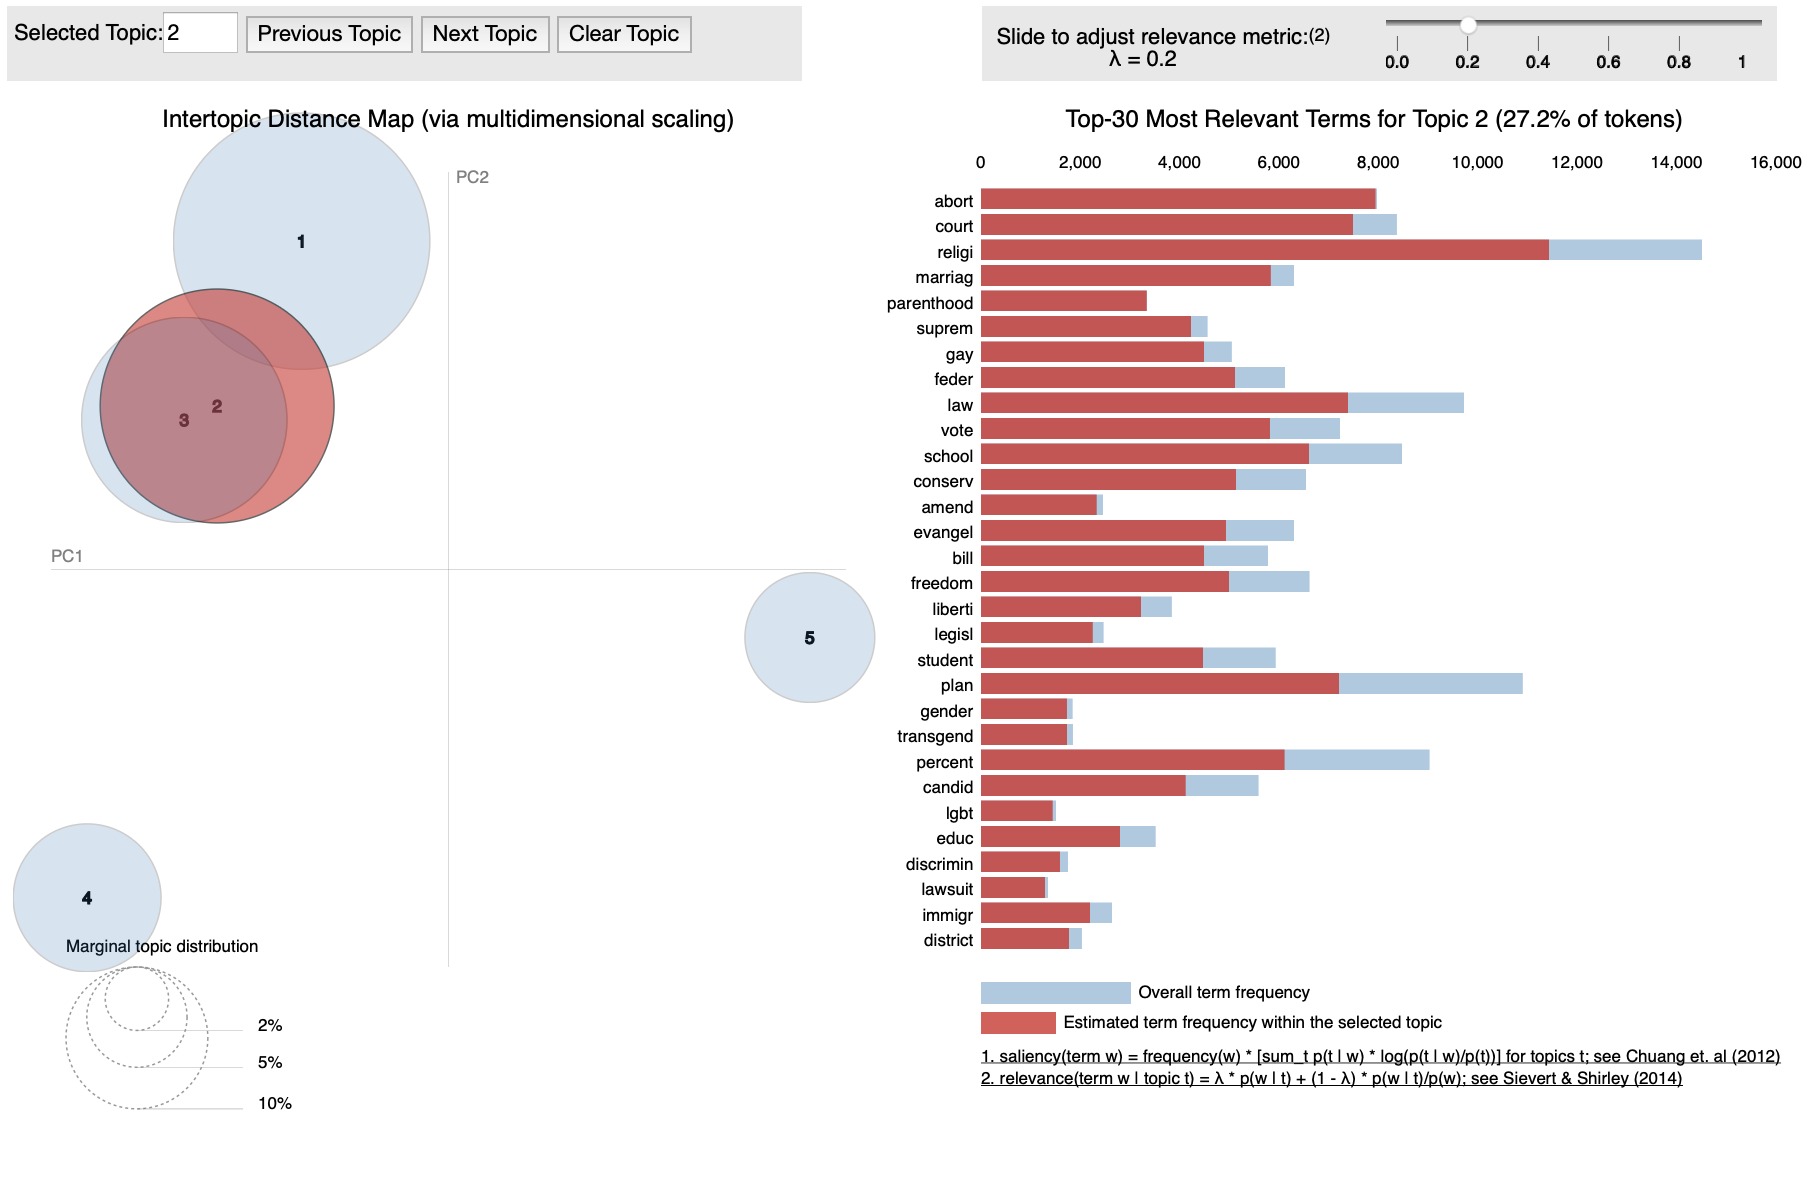 Selected Topic: 2 Previous Topic Next Topic Clear Topic
Slide to adjust relevance metric:(2)
λ = 0.2
0.0 0.2 0.4 0.6 0.8 1
Intertopic Distance Map (via multidimensional scaling)
PC2
1
2
3
PC1
5
4
Marginal topic distribution
2%
5%
10%
Top-30 Most Relevant Terms for Topic 2 (27.2% of tokens)
0 2,000 4,000 6,000 8,000 10,000 12,000 14,000 16,000
abort
court
religi
marriag
parenthood
suprem
gay
feder
law
vote
school
conserv
amend
evangel
bill
freedom
liberti
legisl
student
plan
gender
transgend
percent
candid
lgbt
educ
discrimin
lawsuit
immigr
district
Overall term frequency
Estimated term frequency within the selected topic
1. saliency(term w) = frequency(w) * [sum_t p(t | w) * log(p(t | w)/p(t))] for topics t; see Chuang et. al (2012)
2. relevance(term w | topic t) = λ * p(w | t) + (1 - λ) * p(w | t)/p(w); see Sievert & Shirley (2014)